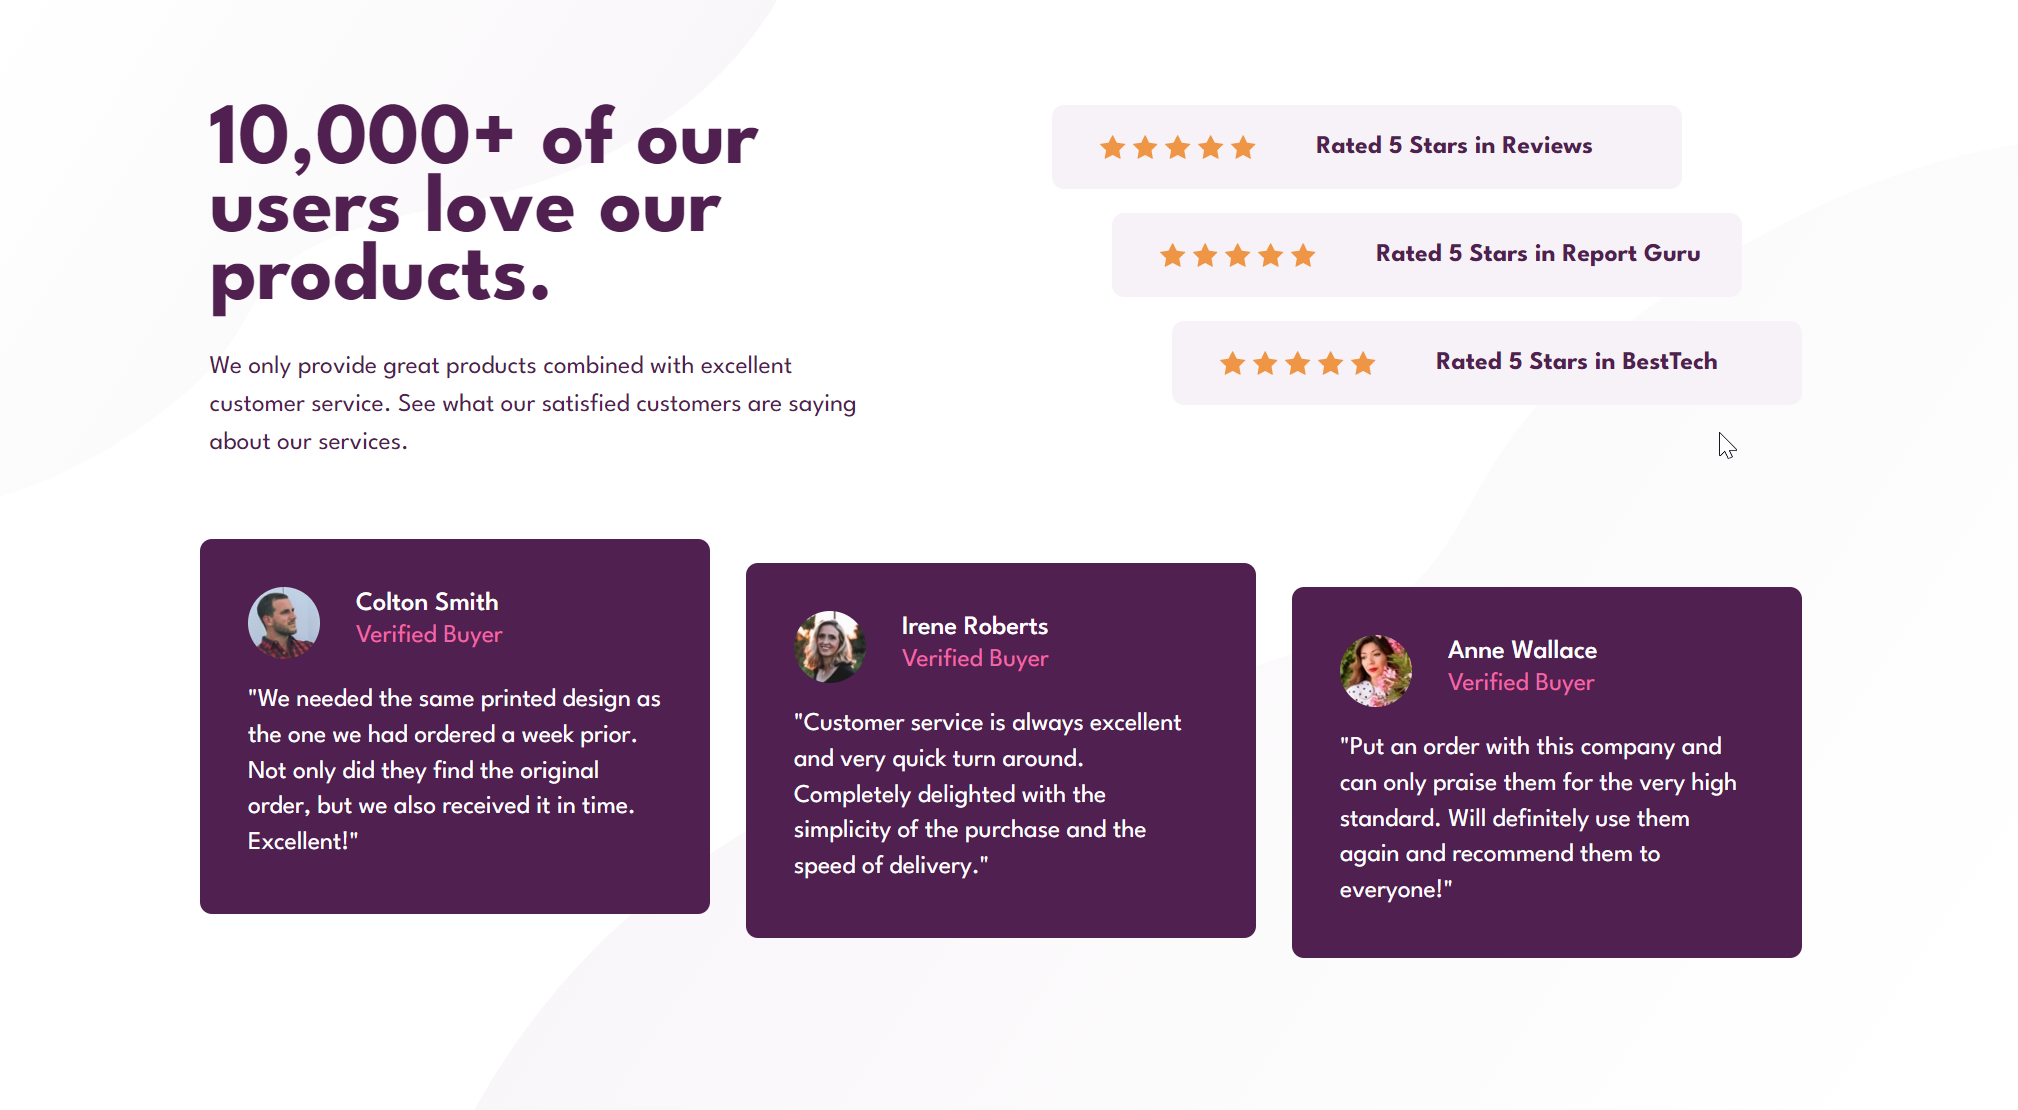 10,000+ of our
users love our
products.
We only provide great products combined with excellent
customer service. See what our satisfied customers are saying
about our services.
Rated 5 Stars in Reviews
Rated 5 Stars in Report Guru
Rated 5 Stars in BestTech
Colton Smith
Verified Buyer
"We needed the same printed design as
the one we had ordered a week prior.
Not only did they find the original
order, but we also received it in time.
Excellent!"
Irene Roberts
Verified Buyer
"Customer service is always excellent
and very quick turn around.
Completely delighted with the
simplicity of the purchase and the
speed of delivery."
Anne Wallace
Verified Buyer
"Put an order with this company and
can only praise them for the very high
standard. Will definitely use them
again and recommend them to
everyone!"